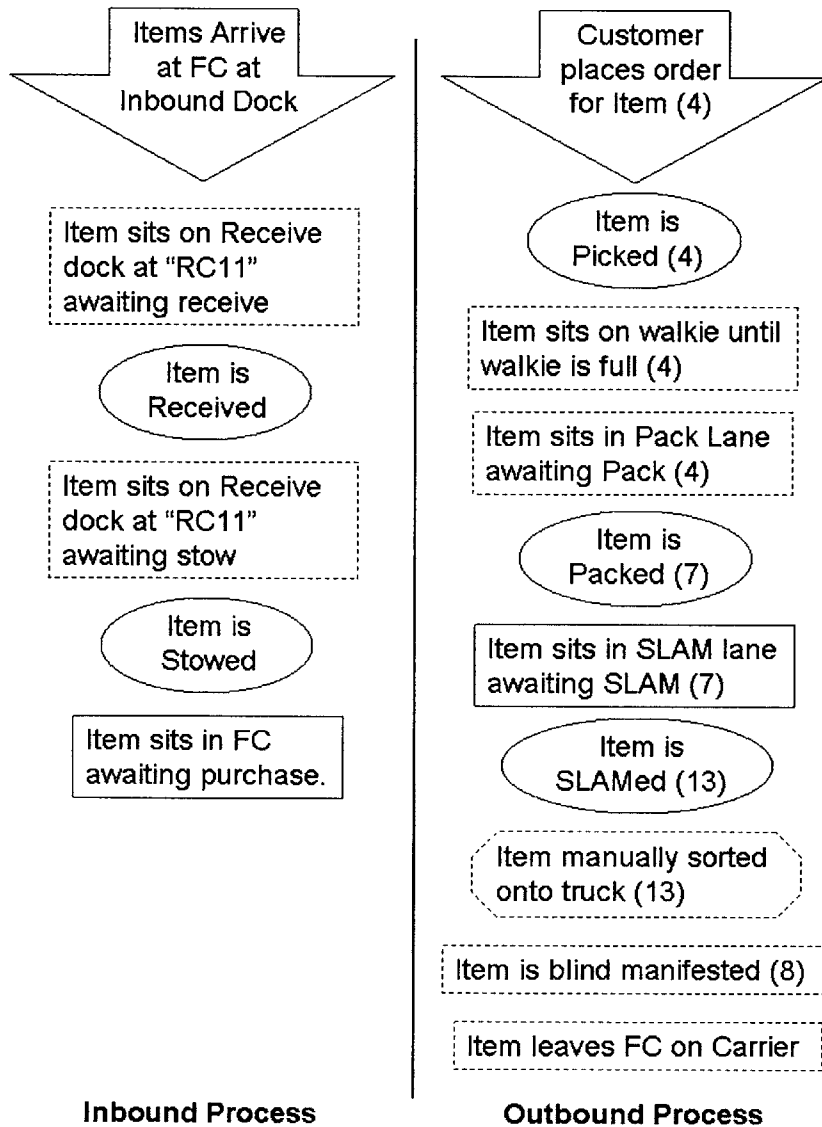 Items Arrive
at FC at
Inbound Dock
Item sits on Receive
dock at “RC11”
awaiting receive
Item is
Received
Item sits on Receive
dock at “RC11”
awaiting stow
Item is
Stowed
Item sits in FC
awaiting purchase.
Inbound Process
Customer
places order
for Item (4)
Item is
Picked (4)
Item sits on walkie until
walkie is full (4)
Item sits in Pack Lane
awaiting Pack (4)
Item is
Packed (7)
Item sits in SLAM lane
awaiting SLAM (7)
Item is
SLAMed (13)
Item manually sorted
onto truck (13)
Item is blind manifested (8)
Item leaves FC on Carrier
Outbound Process